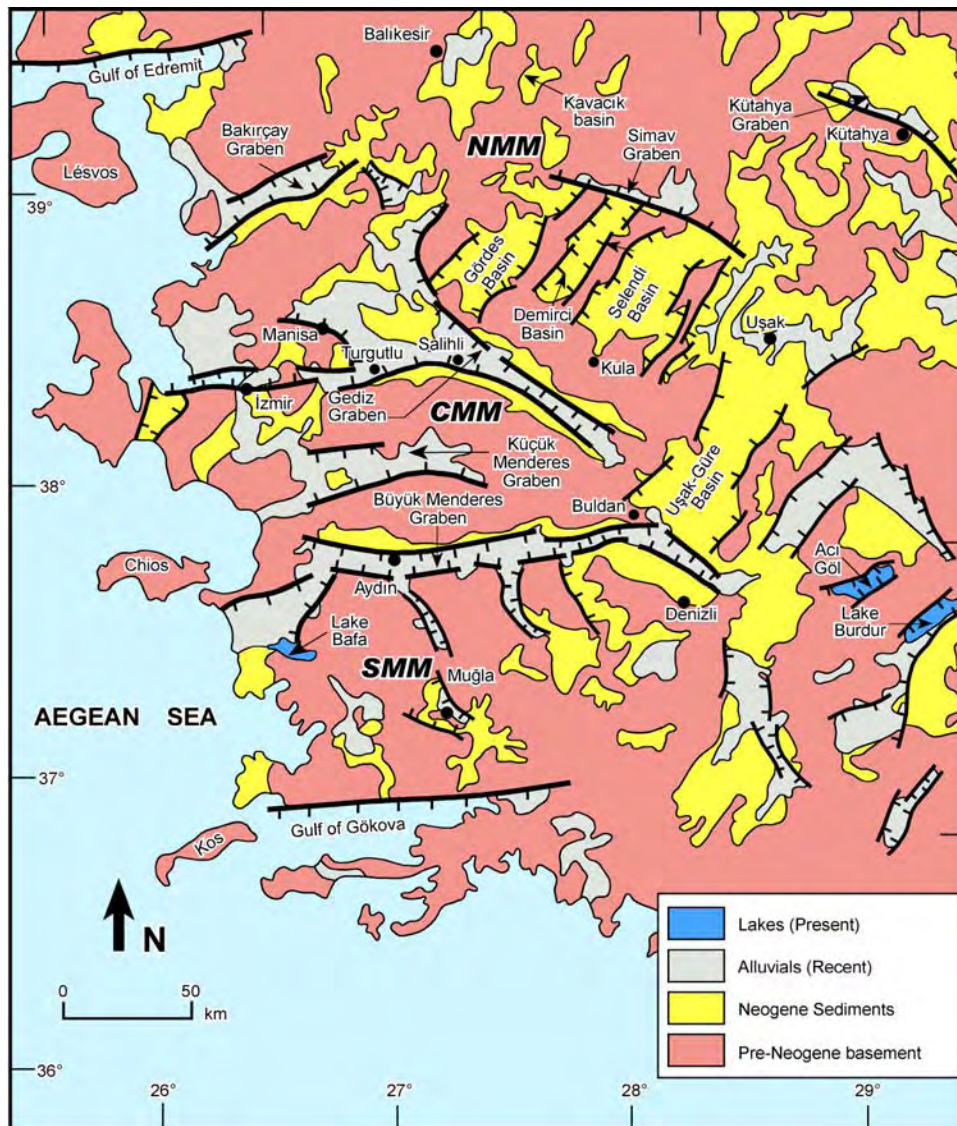 Balıkesir
Gulf of Edremit
Kavacık
basin
Kütahya
Graben
Kütahya
Bakırçay
Graben
NMM
Simav
Graben
Lésvos
39°
Gördes
Basin
Demirci
Basin
Selendi
Basin
Uşak
Manisa
Turgutlu
Salihli
Kula
İzmir
Gediz
Graben
CMM
Küçük
Menderes
Graben
38°
Büyük Menderes
Graben
Buldan
Uşak-Güre
Basin
Chios
Aydın
Acı
Göl
Denizli
Lake
Burdur
Lake
Bafa
SMM
Muğla
AEGEAN SEA
37°
Gulf of Gökova
Kos
N
0 50
km
Lakes (Present)
Alluvials (Recent)
Neogene Sediments
Pre-Neogene basement
36°
26° 27° 28° 29°